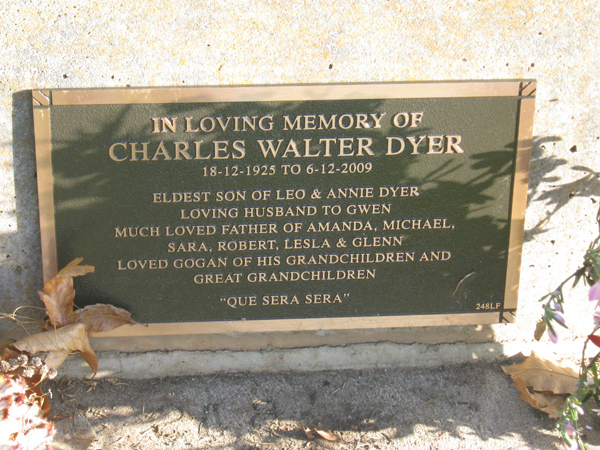 IN LOVING MEMORY OF
CHARLES WALTER DYER
18-12-1925 TO 6-12-2009
ELDEST SON OF LEO & ANNIE DYER
LOVING HUSBAND TO GWEN
MUCH LOVED FATHER OF AMANDA, MICHAEL,
SARA, ROBERT, LESLA & GLENN
LOVED GOGAN OF HIS GRANDCHILDREN AND
GREAT GRANDCHILDREN
"QUE SERA SERA"
248LF